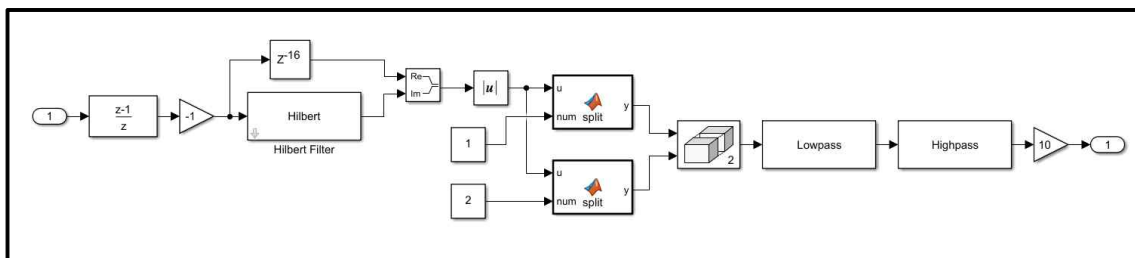 1
z-1
z
-1
Z-16
Hilbert
Hilbert Filter
Re
Im
|u|
1
2
u
num
split
y
u
num
split
y
2
Lowpass
Highpass
10
1